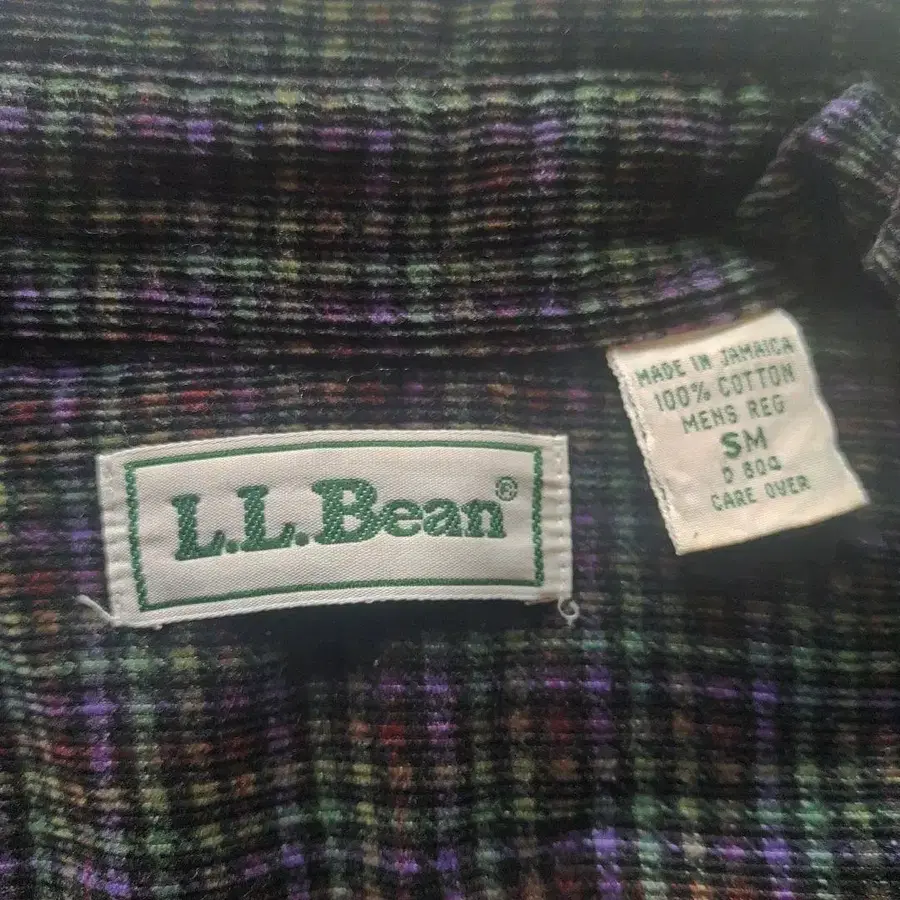 L.L.Bean®
MADE IN JAMAICA
100% COTTON
MENS REG
SM
CARE OVER